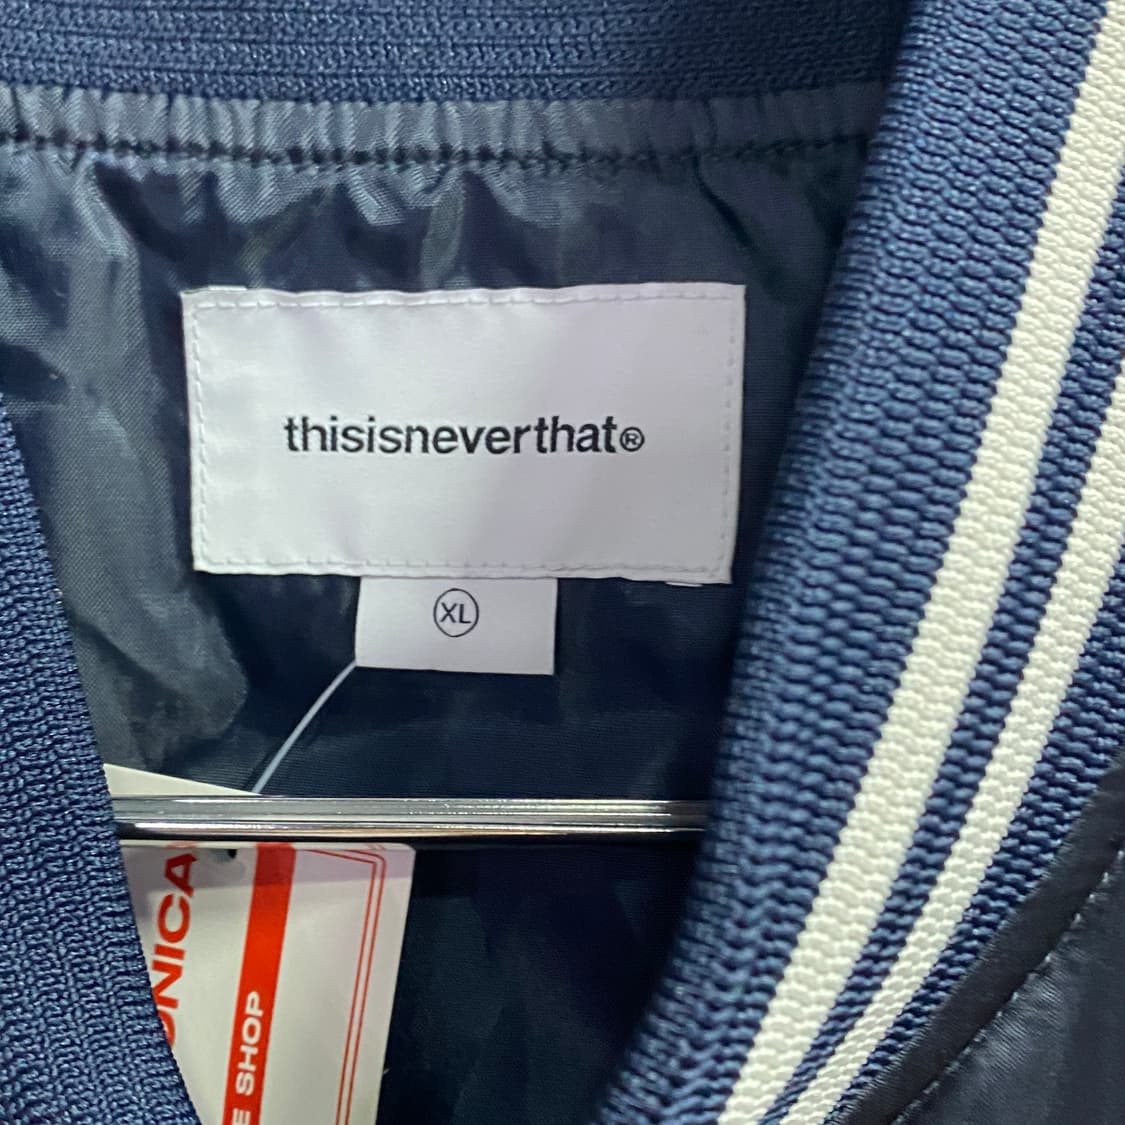 thisisneverthat®
XL
ONICA
E SHOP